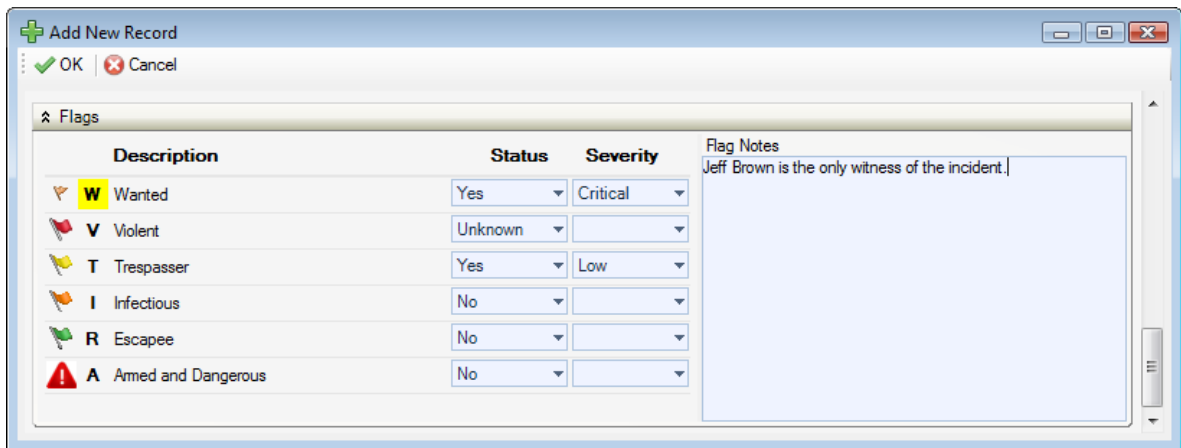 Add New Record
OK Cancel
Flags
Description Status Severity
Flag Notes
Jeff Brown is the only witness of the incident.
W Wanted Yes Critical
V Violent Unknown
T Trespasser Yes Low
I Infectious No
R Escapee No
A Armed and Dangerous No